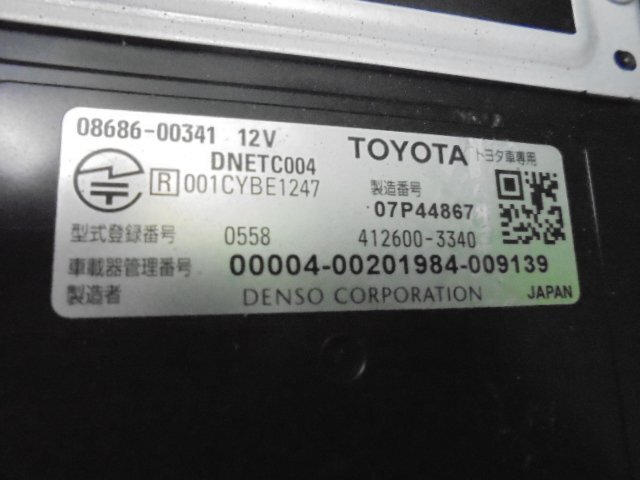 08686-00341 12V
TOYOTA トヨタ車専用
DNETC004
R 001CYBE1247
製造番号
07P44867
型式登録番号 0558 412600-3340
車載器管理番号 00004-00201984-009139
製造者 DENSO CORPORATION JAPAN